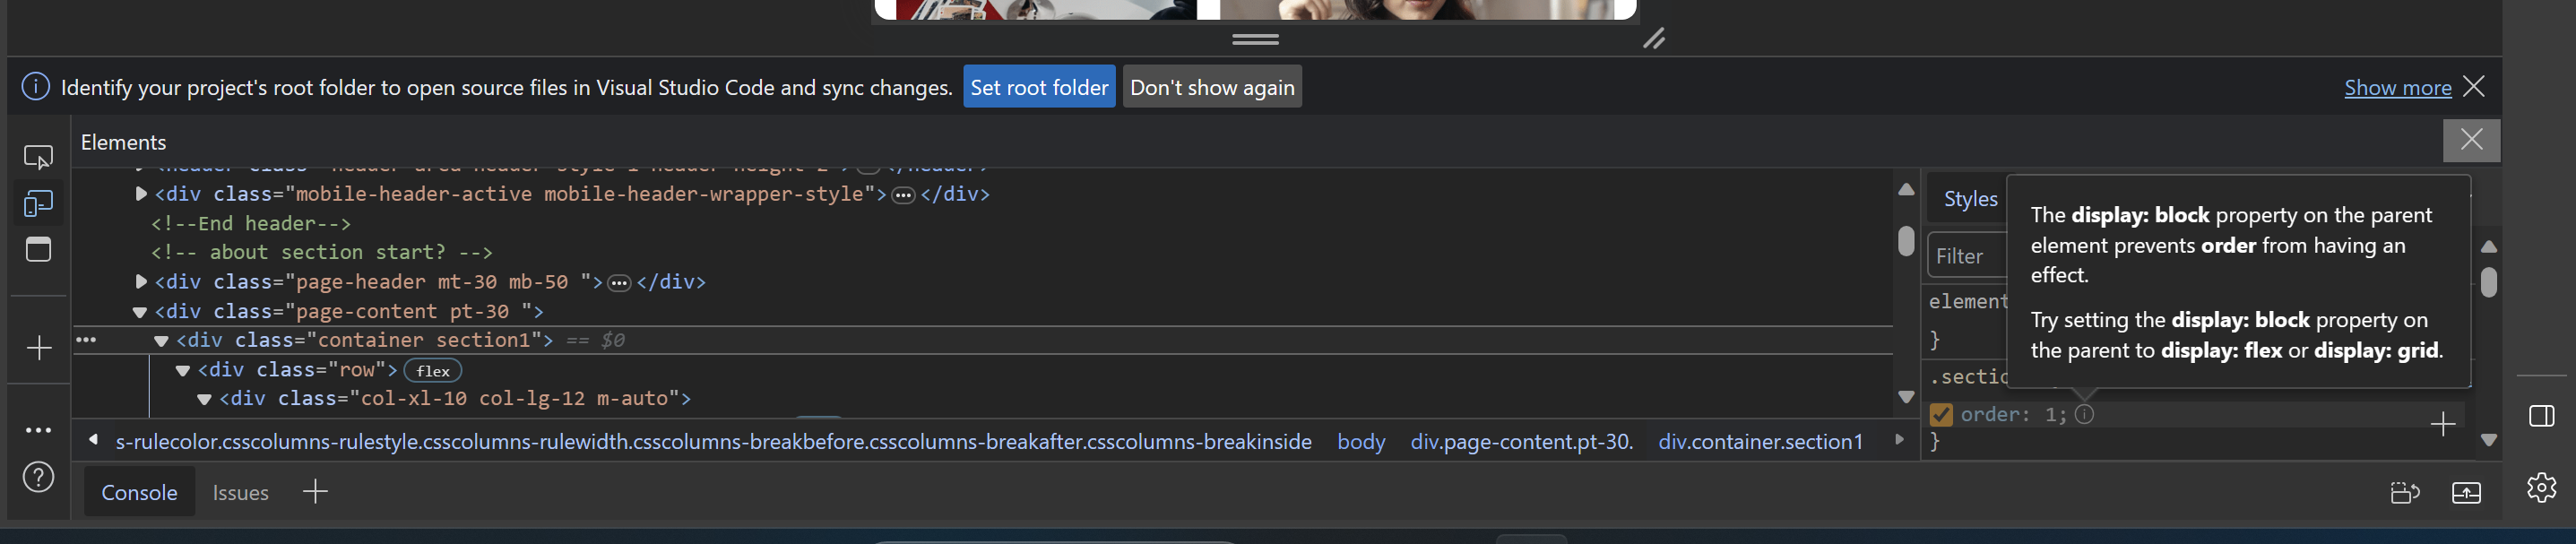 Identify your project's root folder to open source files in Visual Studio Code and sync changes. Set root folder Don't show again Show more
Elements
<div class="mobile-header-active mobile-header-wrapper-style"> </div>
<!--End header-->
<!-- about section start? -->
<div class="page-header mt-30 mb-50 "> </div>
<div class="page-content pt-30 ">
<div class="container section1"> == $0
<div class="row"> flex
<div class="col-xl-10 col-lg-12 m-auto">
s-rulecolor.csscolumns-rulestyle.csscolumns-rulewidth.csscolumns-breakbefore.csscolumns-breakafter.csscolumns-breakinside body div.page-content.pt-30. div.container.section1
Styles
Filter
element
}
.sectio
order: 1;
}
The display: block property on the parent
element prevents order from having an
effect.
Try setting the display: block property on
the parent to display: flex or display: grid.
Console Issues